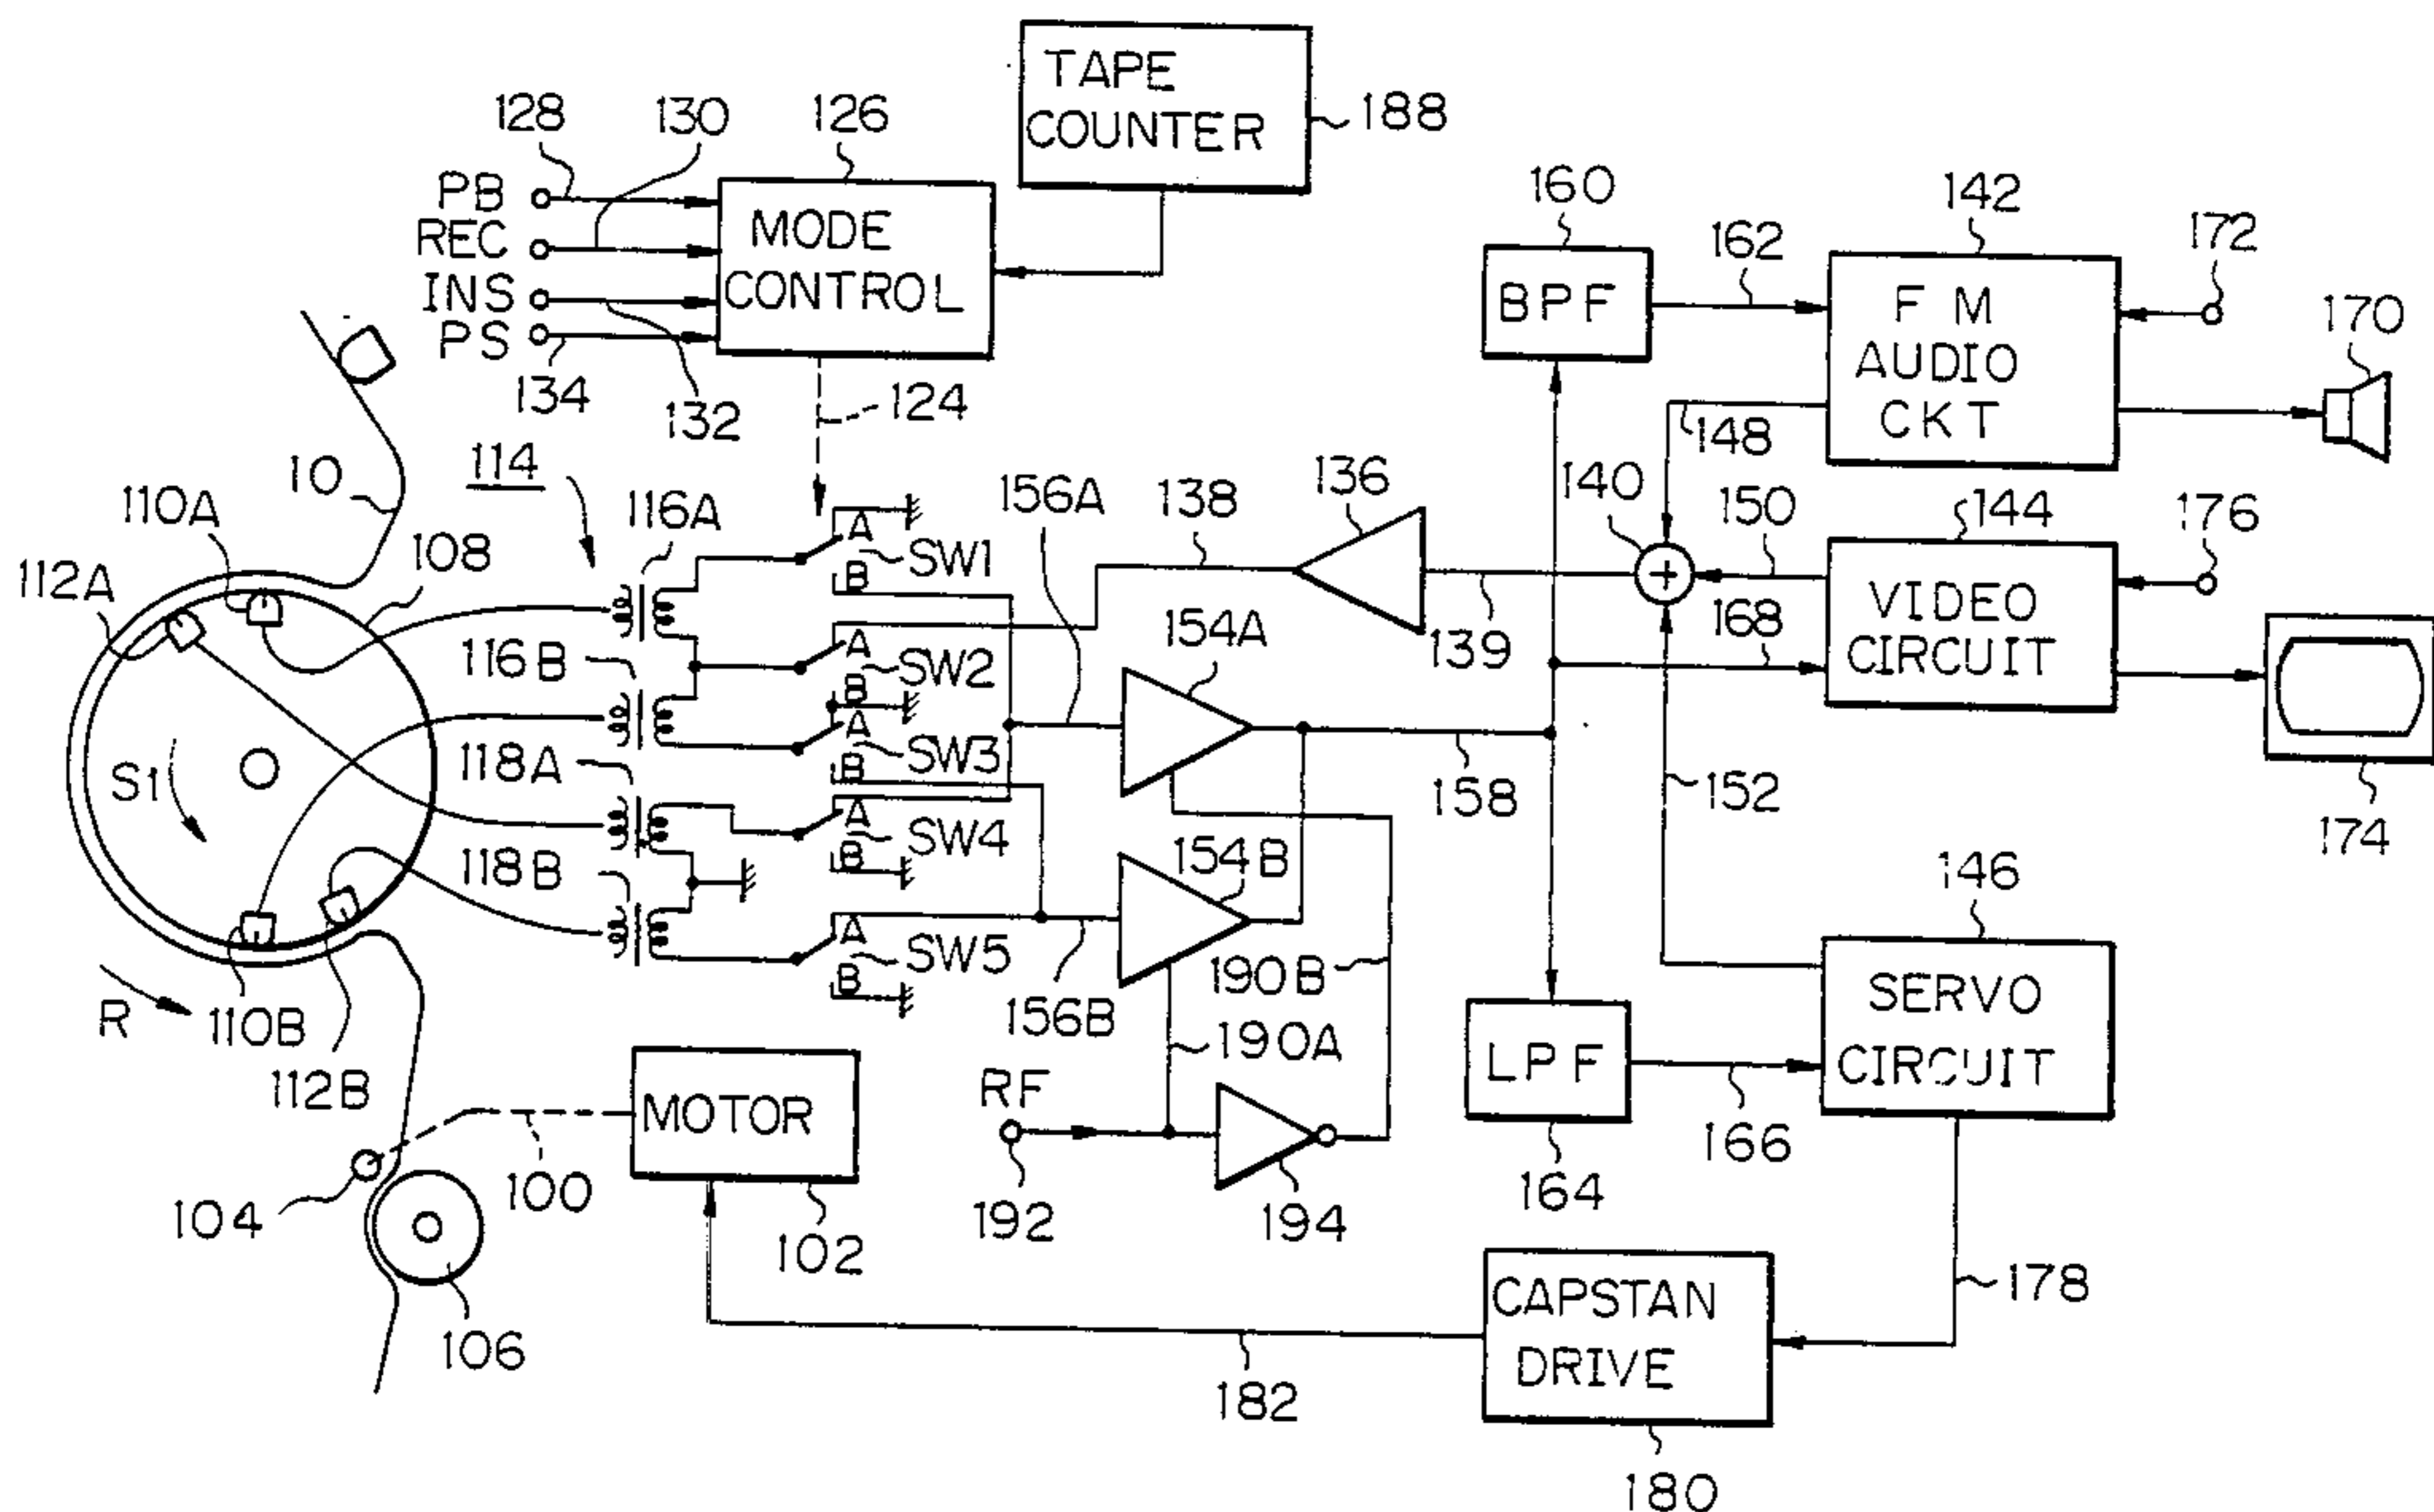 TAPE
COUNTER
188
128
130
126
PB
REC
INS
PS
MODE
CONTROL
134
132
124
160
BPF
162
142
FM
AUDIO
CKT
172
170
148
10
114
110A
112A
108
116A
116B
118A
118B
156A
138
136
140
139
150
144
176
168
VIDEO
CIRCUIT
174
A
B
SW1
A
B
SW2
A
B
SW3
A
B
SW4
A
B
SW5
154A
154B
158
152
146
SERVO
CIRCUIT
S1
R
110B
112B
156B
190B
190A
RF
192
194
LPF
164
166
MOTOR
102
100
104
106
178
CAPSTAN
DRIVE
180
182